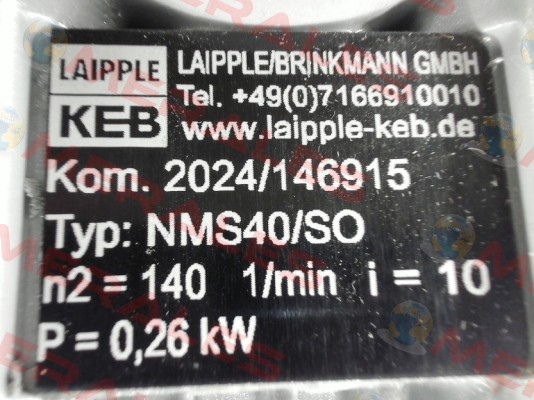 LAIPPLE
KEB
LAIPPLE/BRINKMANN GMBH
Tel. +49(0)7166910010
www.laipple-keb.de
Kom. 2024/146915
Typ: NMS40/SO
n2 = 140 1/min i = 10
P = 0,26 kW